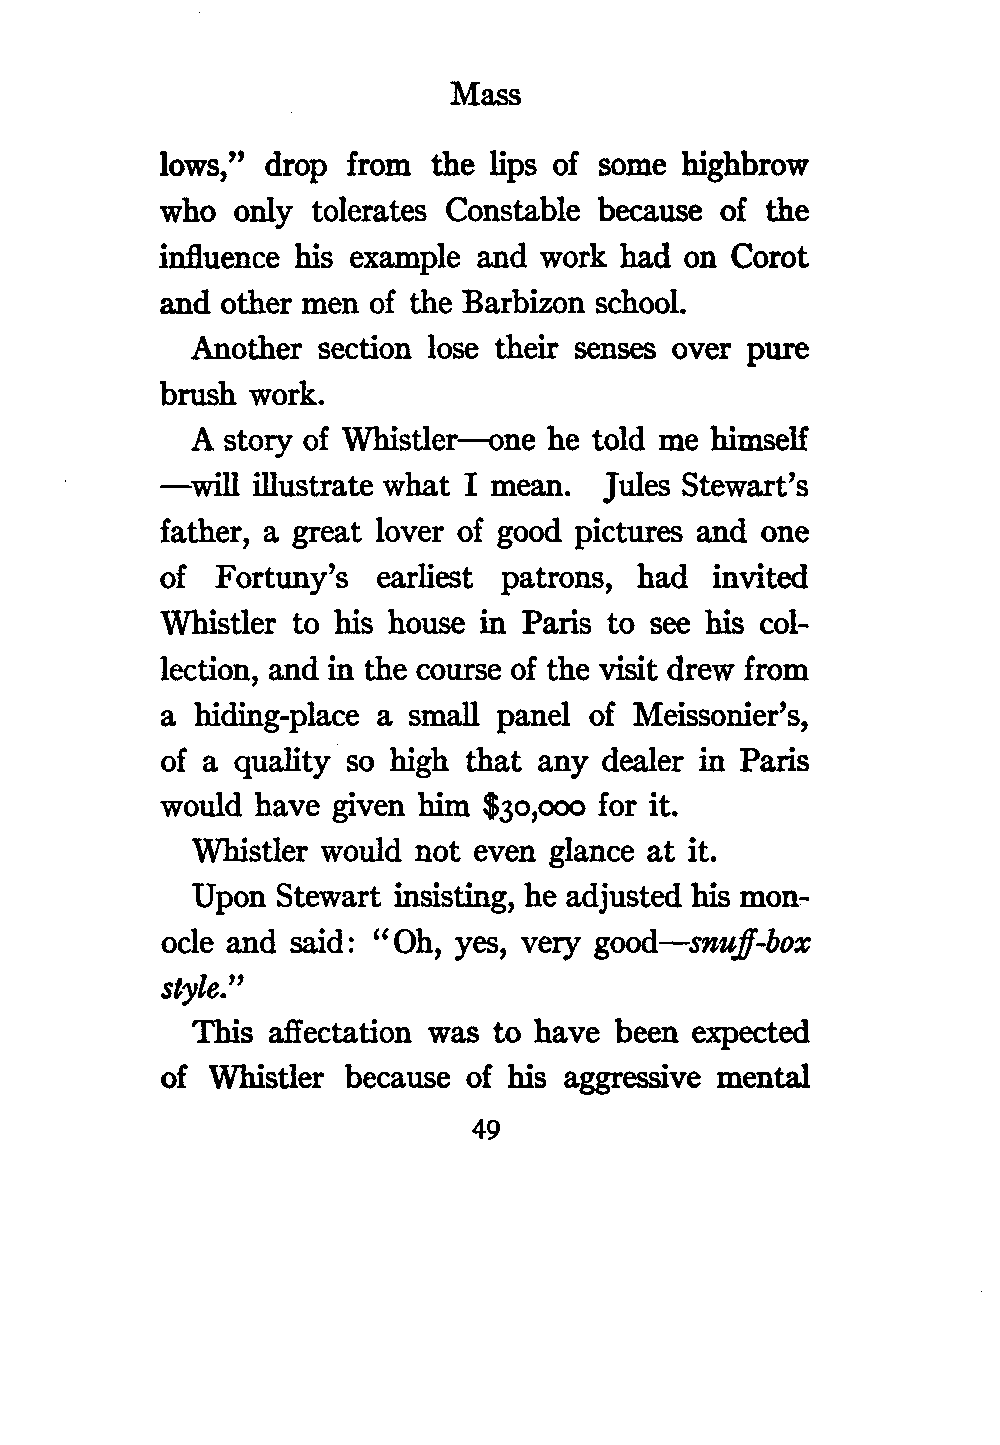 Mass
lows,” drop from the lips of some highbrow
who only tolerates Constable because of the
influence his example and work had on Corot
and other men of the Barbizon school.
Another section lose their senses over pure
brush work.
A story of Whistler—one he told me himself
—will illustrate what I mean. Jules Stewart’s
father, a great lover of good pictures and one
of Fortuny’s earliest patrons, had invited
Whistler to his house in Paris to see his col-
lection, and in the course of the visit drew from
a hiding-place a small panel of Meissonier’s,
of a quality so high that any dealer in Paris
would have given him $30,000 for it.
Whistler would not even glance at it.
Upon Stewart insisting, he adjusted his mon-
ocle and said: “Oh, yes, very good—snuff-box
style.”
This affectation was to have been expected
of Whistler because of his aggressive mental
49